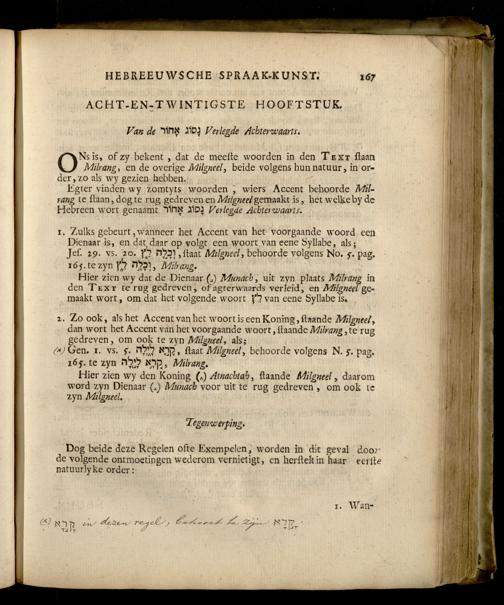 HEBREEUWSCHE SPRAAK-KUNST. 167
ACHT-EN-TWINTIGSTE HOOFTSTUK.
Van de נָסוֹג אָחוֹר Verlegde Achterwaarts.
ONs is, of zy bekent, dat de meeste woorden in den TEXT staan
Milrang, en de overige Milgneel, beide volgens hun natuur, in or-
der, zo als wy gezien hebben.
Egter vinden wy zomtyts woorden, wiers Accent behoorde Mil-
rang te staan, dog te rug gedreven en Milgneel gemaakt is, het welke by de
Hebreen wort genaamt נָסוֹג אָחוֹר Verlegde Achterwaarts.
1. Zulks gebeurt, wanneer het Accent van het voorgaande woord een
Dienaar is, en dat daar op volgt een woort van eene Syllabe, als;
Jes. 29. vs. 20. וְכָלָה לֵץ, staat Milgneel, behoorde volgens No. 5. pag.
165. te zyn וְכָלָה לֵץ, Milrang.
Hier zien wy dat de Dienaar (֣) Munach, uit zyn plaats Milrang in
den TEXT te rug gedreven, of agterwaards verleid, en Milgneel ge-
maakt wort, om dat het volgende woort לֵץ van eene Syllabe is.
2. Zo ook, als het Accent van het woort is een Koning, staande Milgneel,
dan wort het Accent van het voorgaande woort, staande Milrang, te rug
gedreven, om ook te zyn Milgneel, als;
(*) Gen. 1. vs. 5. קָרָא לָיְלָה, staat Milgneel, behoorde volgens N. 5. pag.
165. te zyn קָרָא לָיְלָה, Milrang.
Hier zien wy den Koning (֑) Atnachtah, staande Milgneel, daarom
word zyn Dienaar (֣) Munach voor uit te rug gedreven, om ook te
zyn Milgneel.
Tegenwerping.
Dog beide deze Regelen ofte Exempelen, worden in dit geval door
de volgende ontmoetingen wederom vernietigt, en herstelt in haar eerste
natuurlyke order:
1. Wan-
(*) קָרָא in dezen regel, behoort te zyn קָרָא.